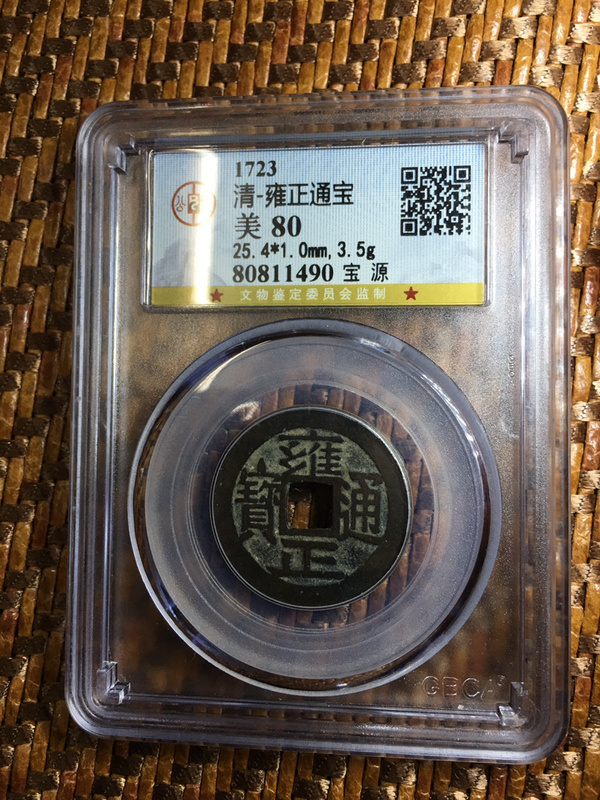 1723
清-雍正通宝
美 80
25.4*1.0mm, 3.5g
80811490 宝 源
★ 文物鉴定委员会监制 ★
雍正通寶
GBCA